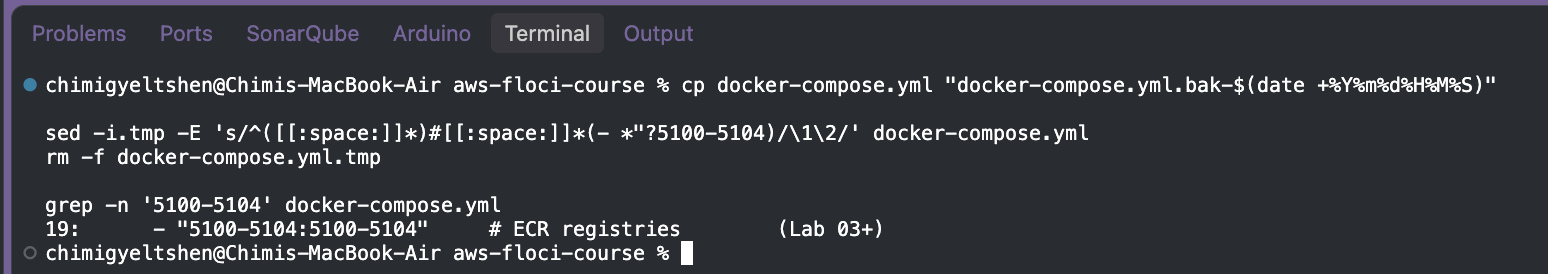 Problems Ports SonarQube Arduino Terminal Output
chimigyeltshen@Chimis-MacBook-Air aws-floci-course % cp docker-compose.yml "docker-compose.yml.bak-$(date +%Y%m%d%H%M%S)"
sed -i.tmp -E 's/^([[:space:]]*)#[[:space:]]*(- *"?5100-5104)/\1\2/' docker-compose.yml
rm -f docker-compose.yml.tmp
grep -n '5100-5104' docker-compose.yml
19:      - "5100-5104:5100-5104"     # ECR registries        (Lab 03+)
chimigyeltshen@Chimis-MacBook-Air aws-floci-course %